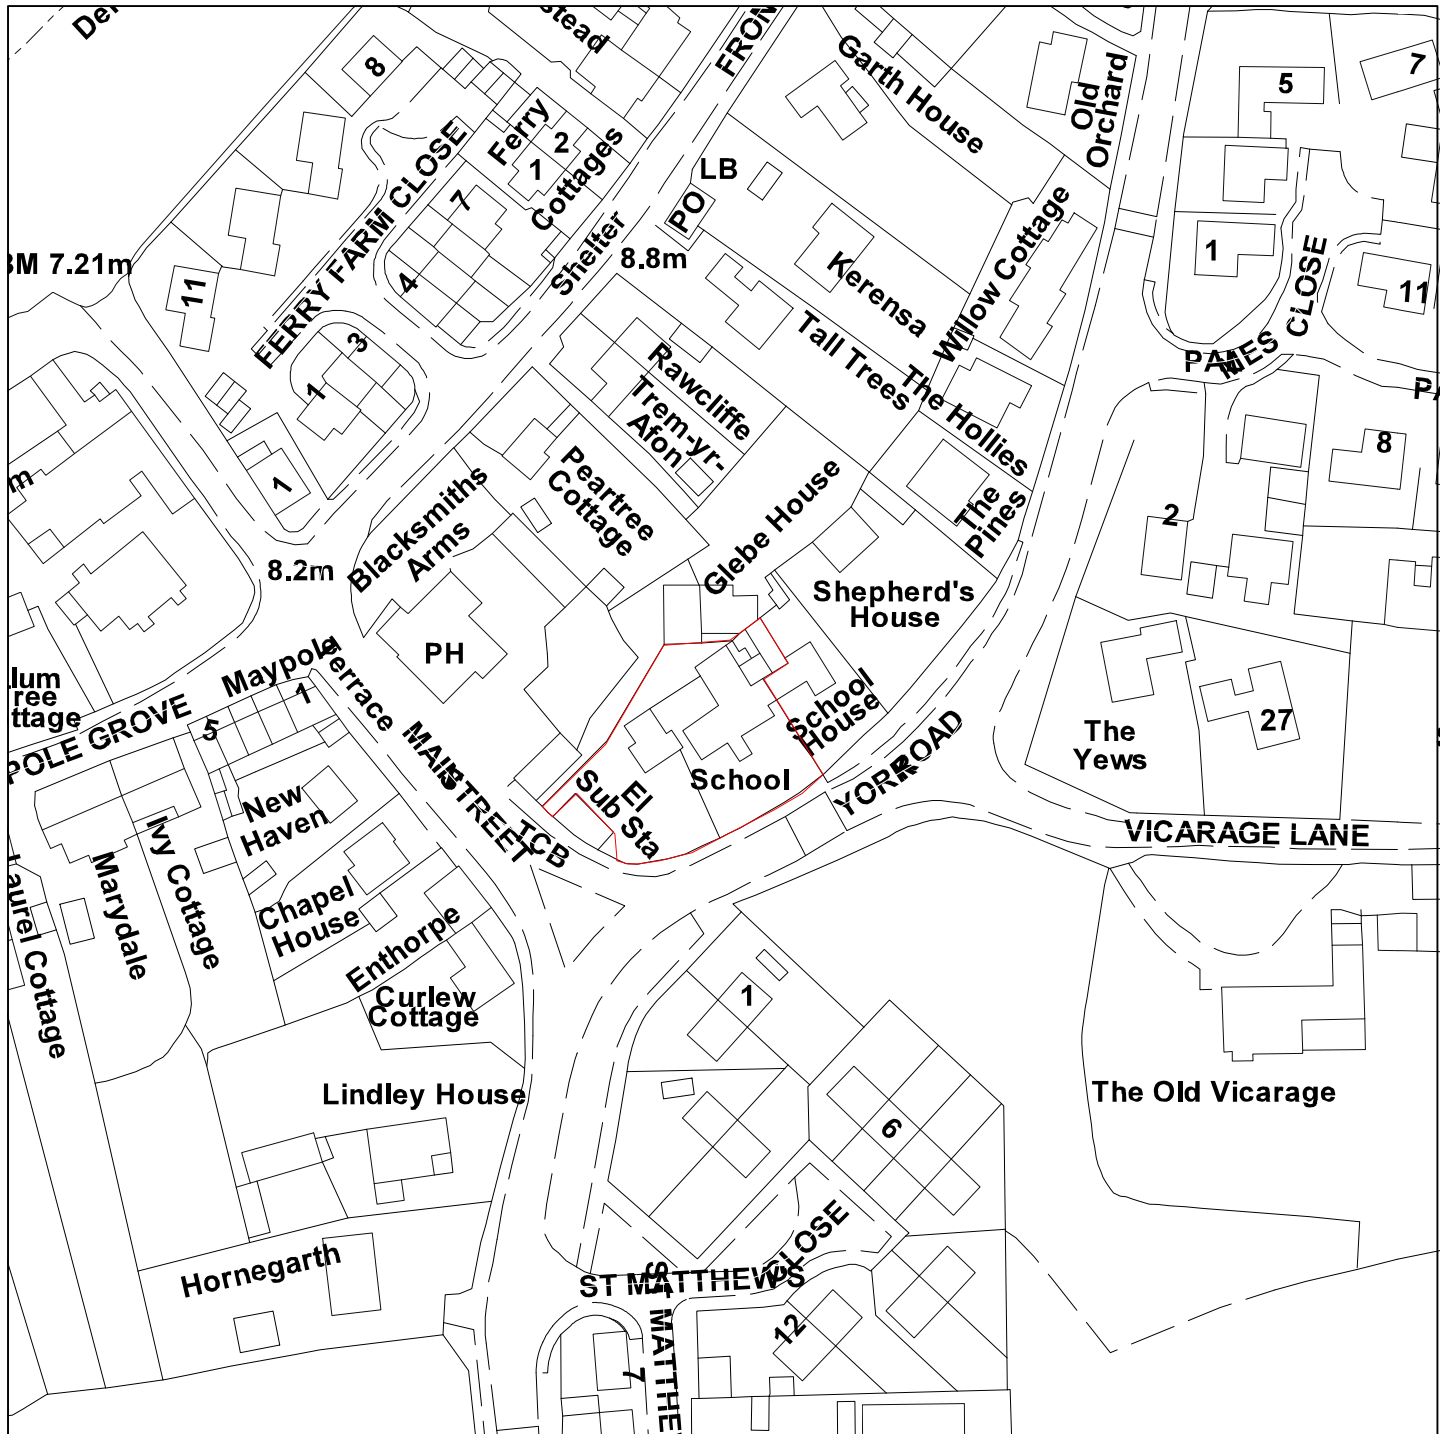 FRON
8
Garth House
5
7
Old
Orchard
Ferry
2
1
Cottages
LB
PO
FERRY FARM CLOSE
7
4
Shelter
8.8m
Kerensa
Willow Cottage
1
CLOSE
11
BM 7.21m
11
3
1
Rawcliffe
Trem-yr-
Afon
Tall Trees
The Hollies
PAMES
8
2
1
Peartree
Cottage
Blacksmiths
Arms
8.2m
Glebe House
The
Pines
Shepherd's
House
PH
School
House
School
El
Sub Sta
TCB
YORK ROAD
The
Yews
27
VICARAGE LANE
Maypole
Terrace
1
5
POLE GROVE
MAIN STREET
New
Haven
Ivy Cottage
Marydale
Laurel Cottage
Chapel
House
Enthorpe
Curlew
Cottage
Lindley House
1
6
The Old Vicarage
Hornegarth
ST MATTHEWS
CLOSE
ST MATTHE
12
7